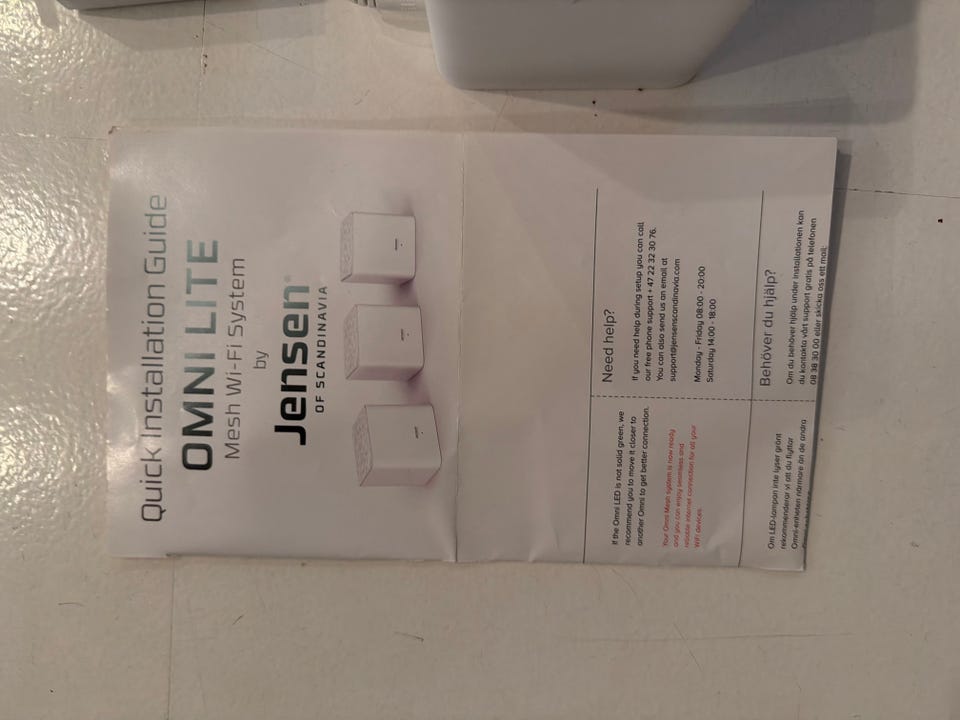 Quick Installation Guide
OMNI LITE
Mesh Wi-Fi System
by
Jensen®
OF SCANDINAVIA
If the Omni LED is not solid green, we
recommend you to move it closer to
another Omni to get better connection.
Your Omni Mesh system is now ready
and you can enjoy seamless and
reliable internet connection for all your
WiFi devices.
Need help?
If you need help during setup you can call
our free phone support + 47 22 32 30 76.
You can also send us an email at
support@jensenscandinavia.com
Monday - Friday 08:00 - 20:00
Saturday 14.00 - 18.00
Om LED-lampan inte lyser grönt
rekommenderar vi att du flyttar
Omni-enheten närmare än de andra
Behöver du hjälp?
Om du behöver hjälp under installationen kan
du kontakta vårt support gratis på telefonen
08 38 30 00 eller skicka oss ett mail;